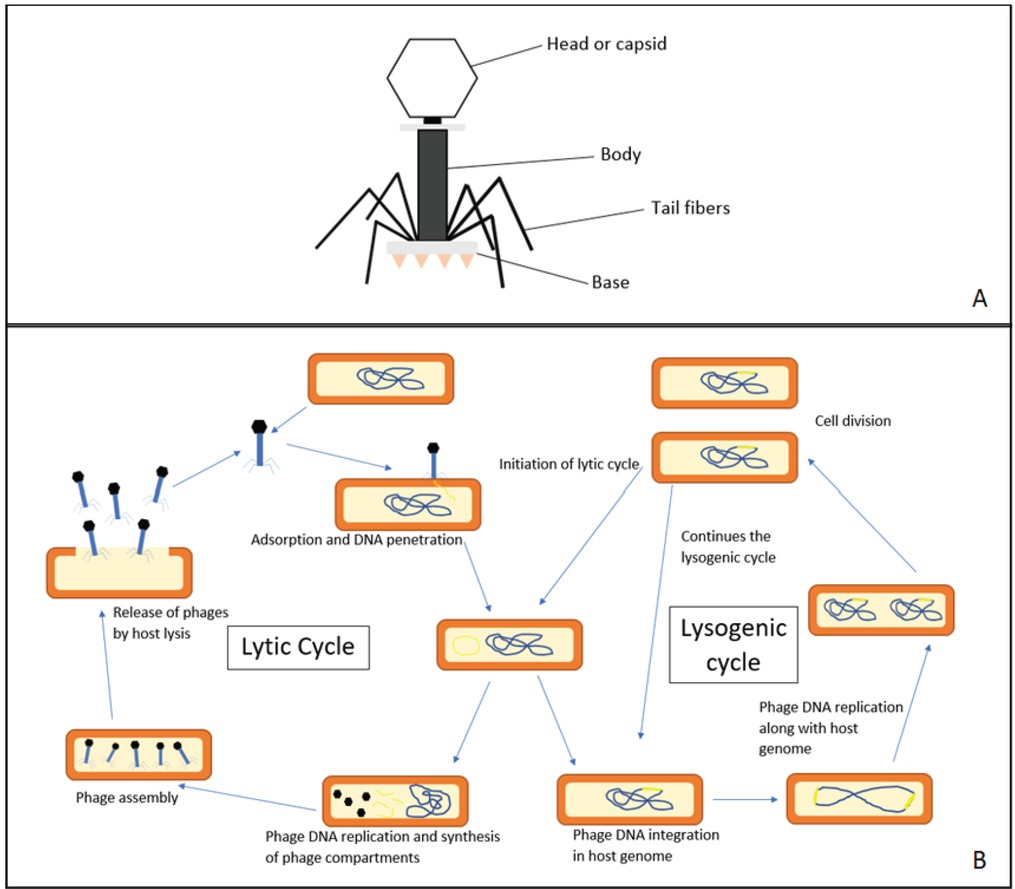 Head or capsid
Body
Tail fibers
Base
A
Cell division
Initiation of lytic cycle
Adsorption and DNA penetration
Continues the
lysogenic cycle
Release of phages
by host lysis
Lytic Cycle
Lysogenic
cycle
Phage DNA replication
along with host
genome
Phage assembly
Phage DNA replication and synthesis
of phage compartments
Phage DNA integration
in host genome
B